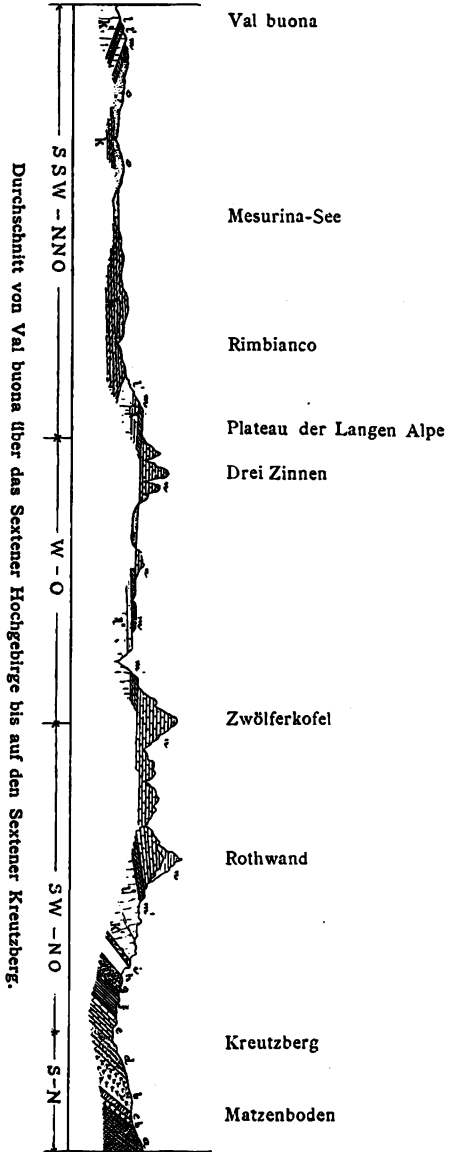 Val buona
Mesurina-See
Rimbianco
Plateau der Langen Alpe
Drei Zinnen
Zwölferkofel
Rothwand
Kreutzberg
Matzenboden
SSW - NNO
W - O
SW - NO
S - N
Durchschnitt von Val buona über das Sextener Hochgebirge bis auf den Sextener Kreutzberg.